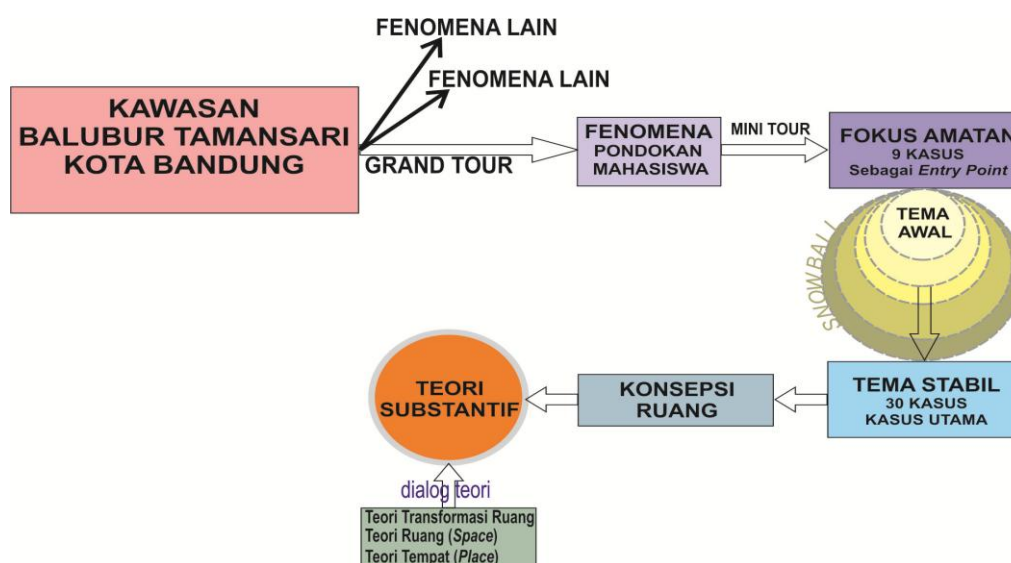 FENOMENA LAIN
FENOMENA LAIN
KAWASAN
BALUBUR TAMANSARI
KOTA BANDUNG
GRAND TOUR
FENOMENA
PONDOKAN
MAHASISWA
MINI TOUR
FOKUS AMATAN
9 KASUS
Sebagai Entry Point
TEMA
AWAL
SNOWBALL
TEMA STABIL
30 KASUS
KASUS UTAMA
KONSEPSI
RUANG
TEORI
SUBSTANTIF
dialog teori
Teori Transformasi Ruang
Teori Ruang (Space)
Teori Tempat (Place)